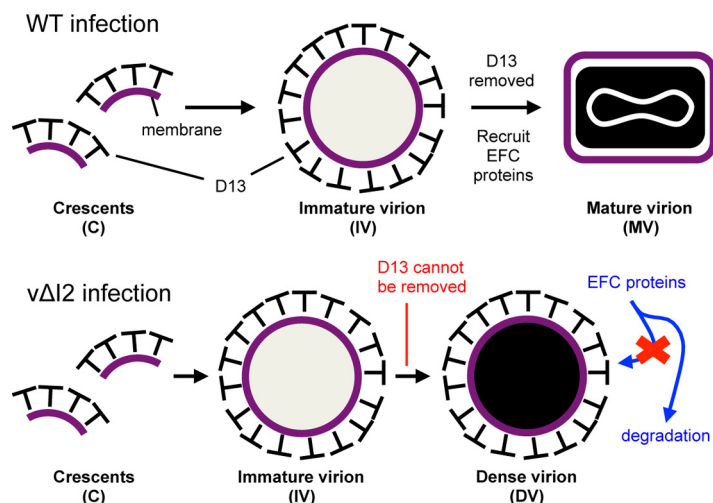 WT infection
membrane
D13
D13
removed
Recruit
EFC
proteins
Crescents
(C)
Immature virion
(IV)
Mature virion
(MV)
vΔI2 infection
D13 cannot
be removed
EFC proteins
degradation
Crescents
(C)
Immature virion
(IV)
Dense virion
(DV)